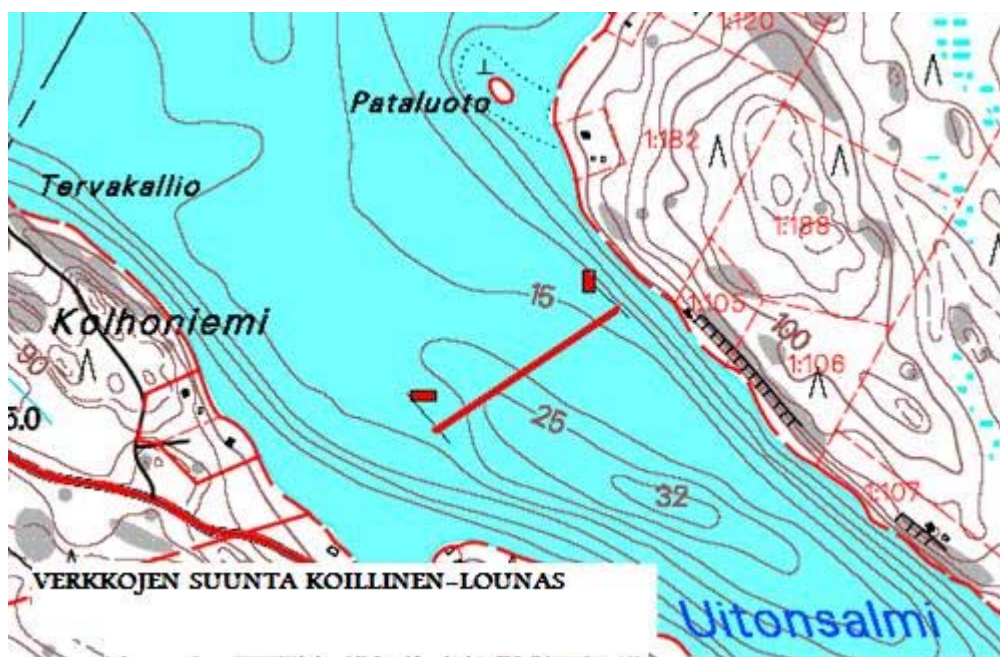 1:120
Pataluoto
1:182
Tervakallio
1:188
15
1:105
Kolhoniemi
100
90
1:106
25
5.0
32
1:107
VERKKOJEN SUUNTA KOILLINEN-LOUNAS
Uitonsalmi